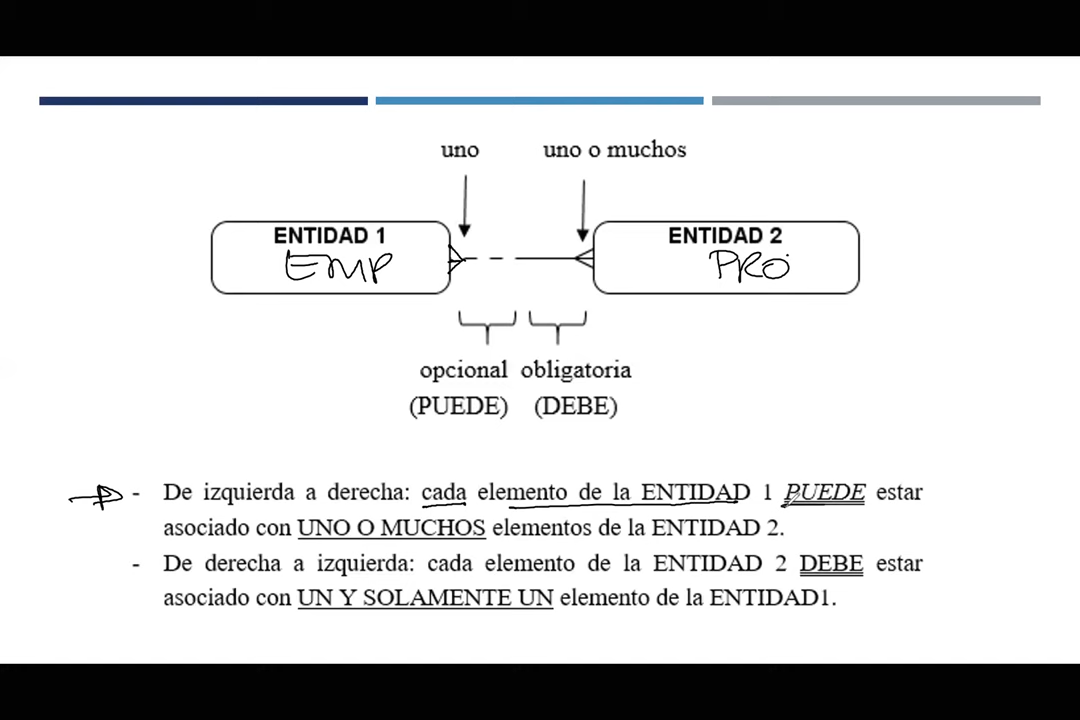 uno uno o muchos
ENTIDAD 1 ENTIDAD 2
EMP PRO
opcional obligatoria
(PUEDE) (DEBE)
- De izquierda a derecha: cada elemento de la ENTIDAD 1 PUEDE estar
asociado con UNO O MUCHOS elementos de la ENTIDAD 2.
- De derecha a izquierda: cada elemento de la ENTIDAD 2 DEBE estar
asociado con UN Y SOLAMENTE UN elemento de la ENTIDAD1.